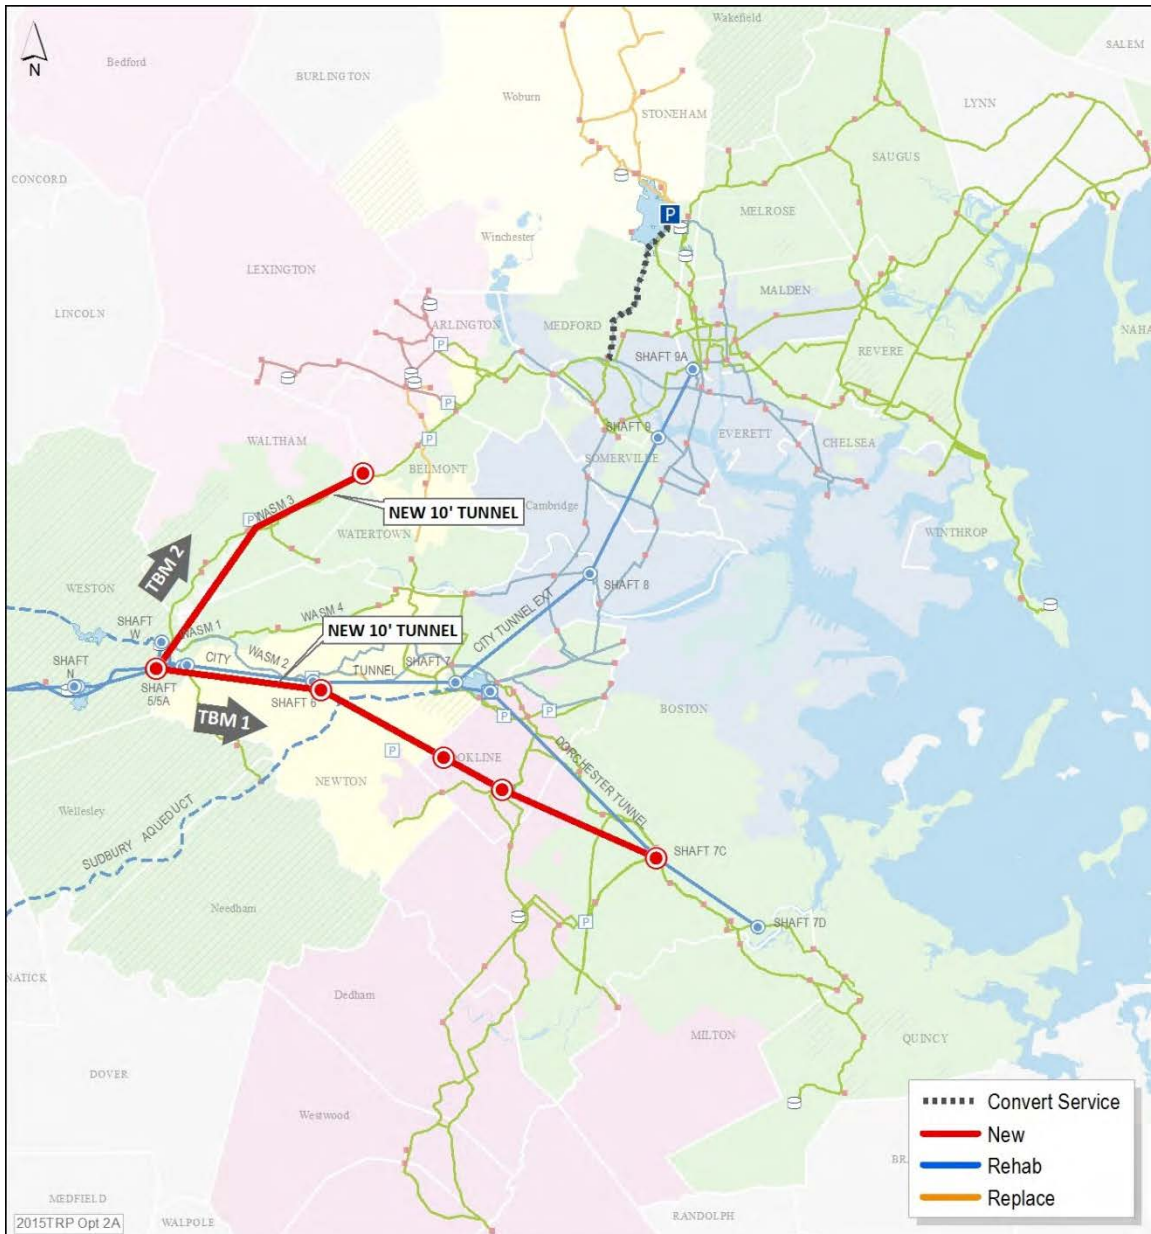 Wakefield
SALEM
N
Bedford
BURLINGTON
Woburn
STONEHAM
LYNN
SAUGUS
CONCORD
P
MELROSE
Winchester
LEXINGTON
MALDEN
LINCOLN
ARLINGTON
MEDFORD
NAHA
REVERE
P
SHAFT 9A
P
SHAFT 9
EVERETT
CHELSEA
WALTHAM
P
SOMERVILLE
BELMONT
WASM 3
NEW 10' TUNNEL
Cambridge
P
WATERTOWN
WINTHROP
TBM 2
WESTON
SHAFT 8
SHAFT
W
WASM 4
CITY TUNNEL EXT
WASM 1
NEW 10' TUNNEL
SHAFT
N
CITY
WASM 2
TUNNEL
SHAFT 7
SHAFT
5/5A
SHAFT 6
P
P
BOSTON
TBM 1
P
OKLINE
DORCHESTER TUNNEL
NEWTON
Wellesley
SUDBURY AQUEDUCT
SHAFT 7C
Needham
P
SHAFT 7D
NATICK
Dedham
MILTON
QUINCY
DOVER
Westwood
Convert Service
New
Rehab
Replace
BR
MEDFIELD
WALPOLE
RANDOLPH
2015TRP Opt 2A